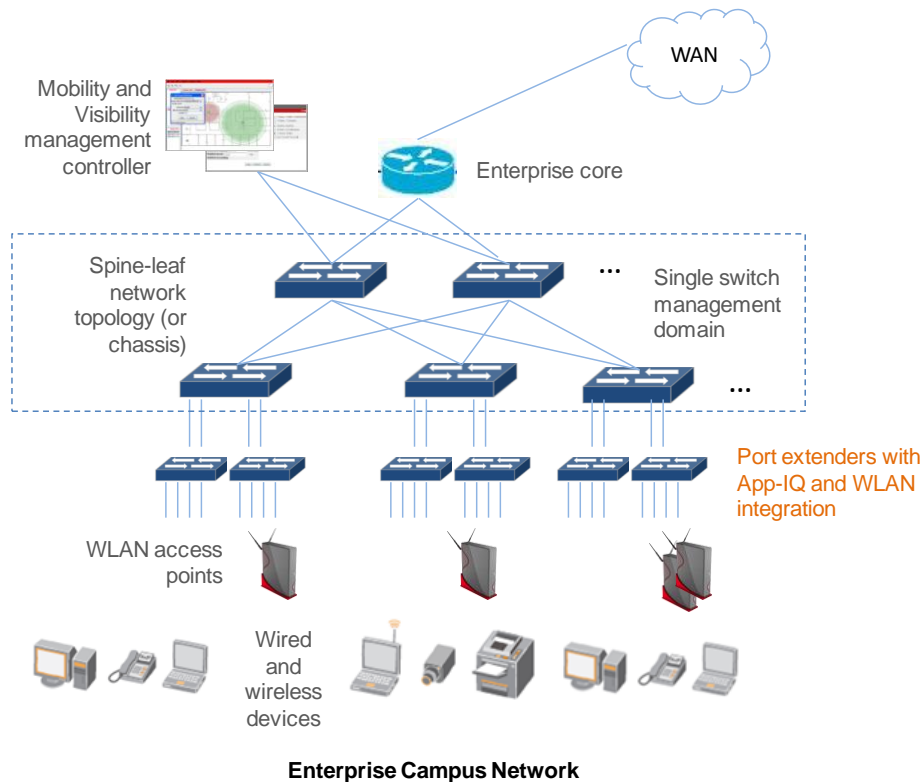 WAN
Mobility and
Visibility
management
controller
Enterprise core
Spine-leaf
network
topology (or
chassis)
...
Single switch
management
domain
...
Port extenders with
App-IQ and WLAN
integration
WLAN access
points
Wired
and
wireless
devices
Enterprise Campus Network